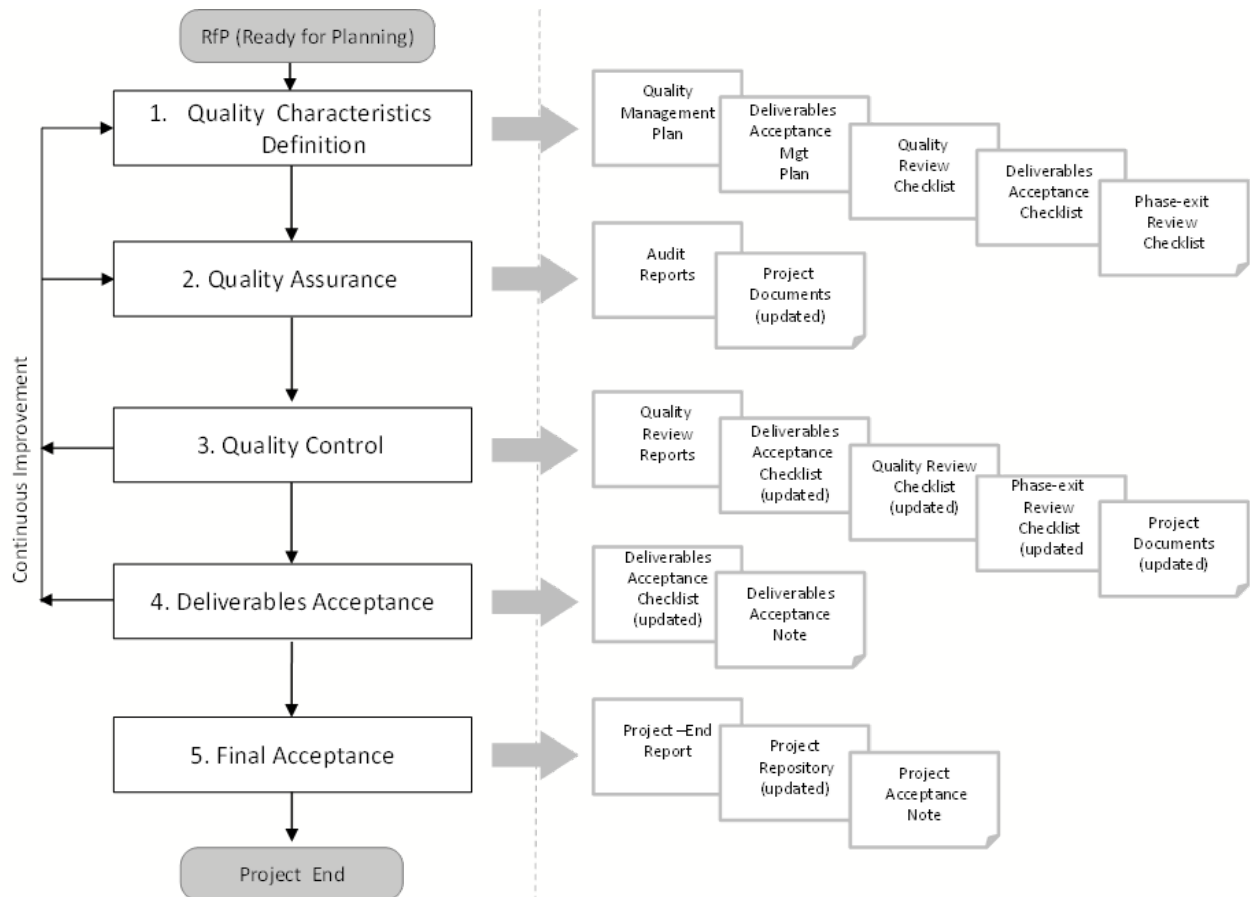 RfP (Ready for Planning)
1. Quality Characteristics
Definition
Quality
Management
Plan
Deliverables
Acceptance
Mgt
Plan
Quality
Review
Checklist
Deliverables
Acceptance
Checklist
Phase-exit
Review
Checklist
2. Quality Assurance
Audit
Reports
Project
Documents
(updated)
Continuous Improvement
3. Quality Control
Quality
Review
Reports
Deliverables
Acceptance
Checklist
(updated)
Quality Review
Checklist
(updated)
Phase-exit
Review
Checklist
(updated
Project
Documents
(updated)
4. Deliverables Acceptance
Deliverables
Acceptance
Checklist
(updated)
Deliverables
Acceptance
Note
5. Final Acceptance
Project –End
Report
Project
Repository
(updated)
Project
Acceptance
Note
Project End